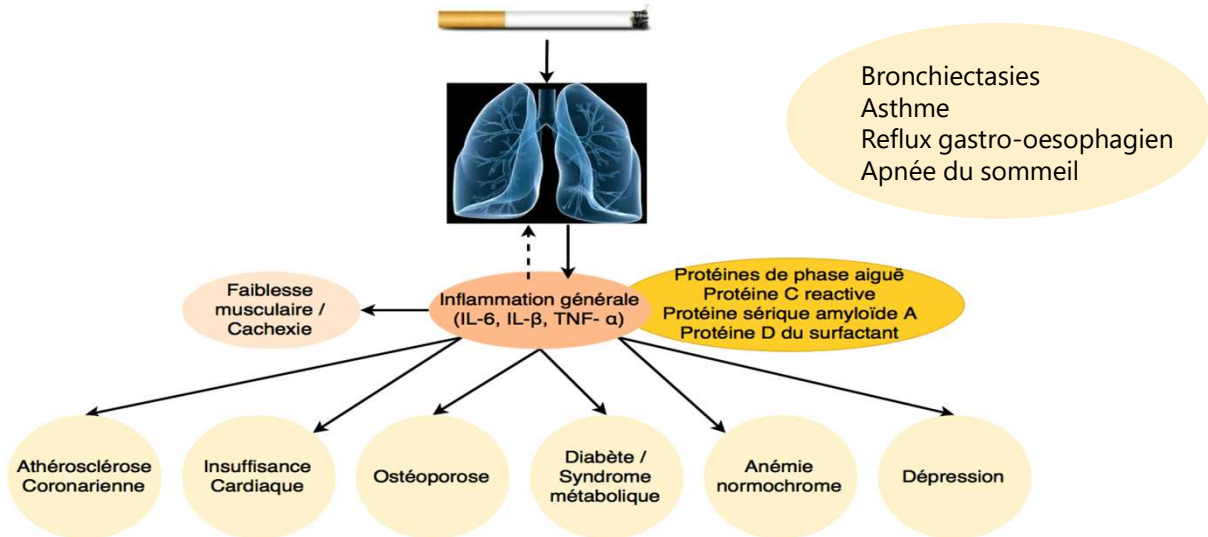 Bronchiectasies
Asthme
Reflux gastro-oesophagien
Apnée du sommeil
Faiblesse
musculaire /
Cachexie
Inflammation générale
(IL-6, IL-β, TNF- α)
Protéines de phase aiguë
Protéine C reactive
Protéine sérique amyloïde A
Protéine D du surfactant
Athérosclérose
Coronarienne
Insuffisance
Cardiaque
Ostéoporose
Diabète /
Syndrome
métabolique
Anémie
normochrome
Dépression